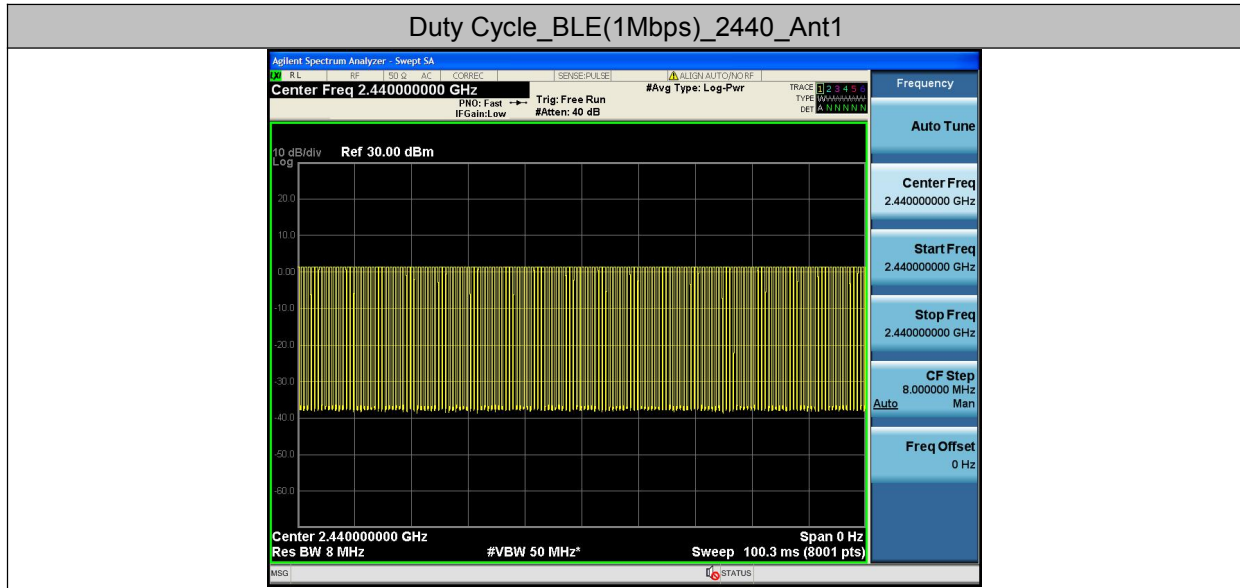 Duty Cycle_BLE(1Mbps)_2440_Ant1
Agilent Spectrum Analyzer - Swept SA
LXI RL RF 50 Ω AC CORREC SENSE:PULSE ALIGN AUTO/NO RF
Center Freq 2.440000000 GHz #Avg Type: Log-Pwr TRACE 1 2 3 4 5 6 Frequency
PNO: Fast Trig: Free Run TYPE
IFGain:Low #Atten: 40 dB DET A N N N N N
Auto Tune
10 dB/div Ref 30.00 dBm
Log
Center Freq
2.440000000 GHz
20.0
10.0
Start Freq
2.440000000 GHz
0.00
-10.0
Stop Freq
2.440000000 GHz
-20.0
-30.0
CF Step
8.000000 MHz
Auto Man
-40.0
Freq Offset
0 Hz
-50.0
-60.0
Center 2.440000000 GHz Span 0 Hz
Res BW 8 MHz #VBW 50 MHz* Sweep 100.3 ms (8001 pts)
MSG STATUS